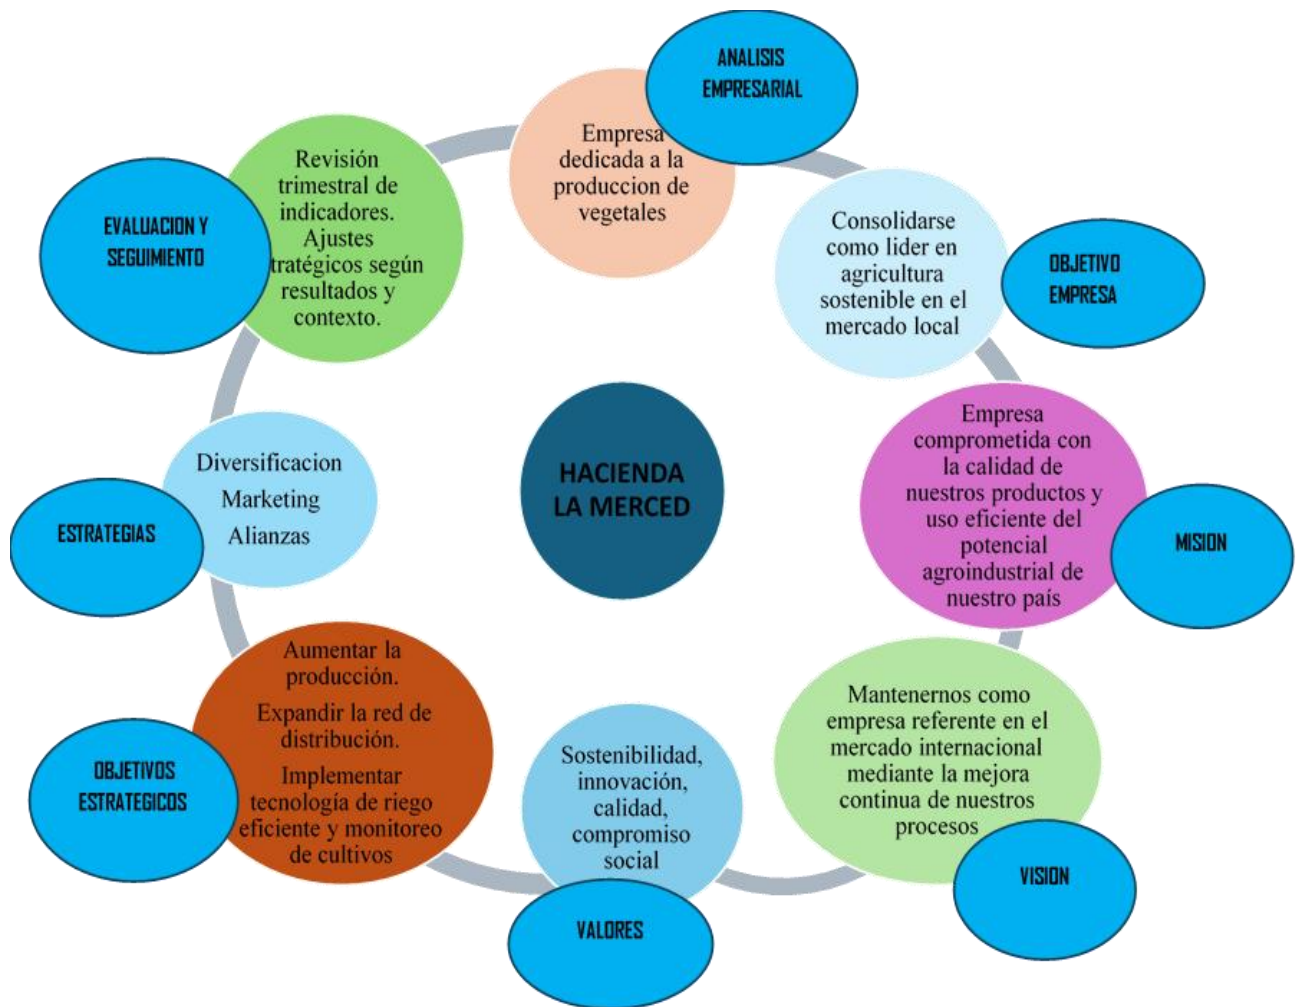 ANALISIS
EMPRESARIAL
Empresa
dedicada a la
produccion de
vegetales
Consolidarse
como lider en
agricultura
sostenible en el
mercado local
OBJETIVO
EMPRESA
Empresa
comprometida con
la calidad de
nuestros productos y
uso eficiente del
potencial
agroindustrial de
nuestro país
MISION
Mantenernos como
empresa referente en el
mercado internacional
mediante la mejora
continua de nuestros
procesos
VISION
Sostenibilidad,
innovación,
calidad,
compromiso
social
VALORES
Aumentar la
producción.
Expandir la red de
distribución.
Implementar
tecnología de riego
eficiente y monitoreo
de cultivos
OBJETIVOS
ESTRATEGICOS
Diversificacion
Marketing
Alianzas
ESTRATEGIAS
Revisión
trimestral de
indicadores.
Ajustes
tratégicos según
resultados y
contexto.
EVALUACION Y
SEGUIMIENTO
HACIENDA
LA MERCED